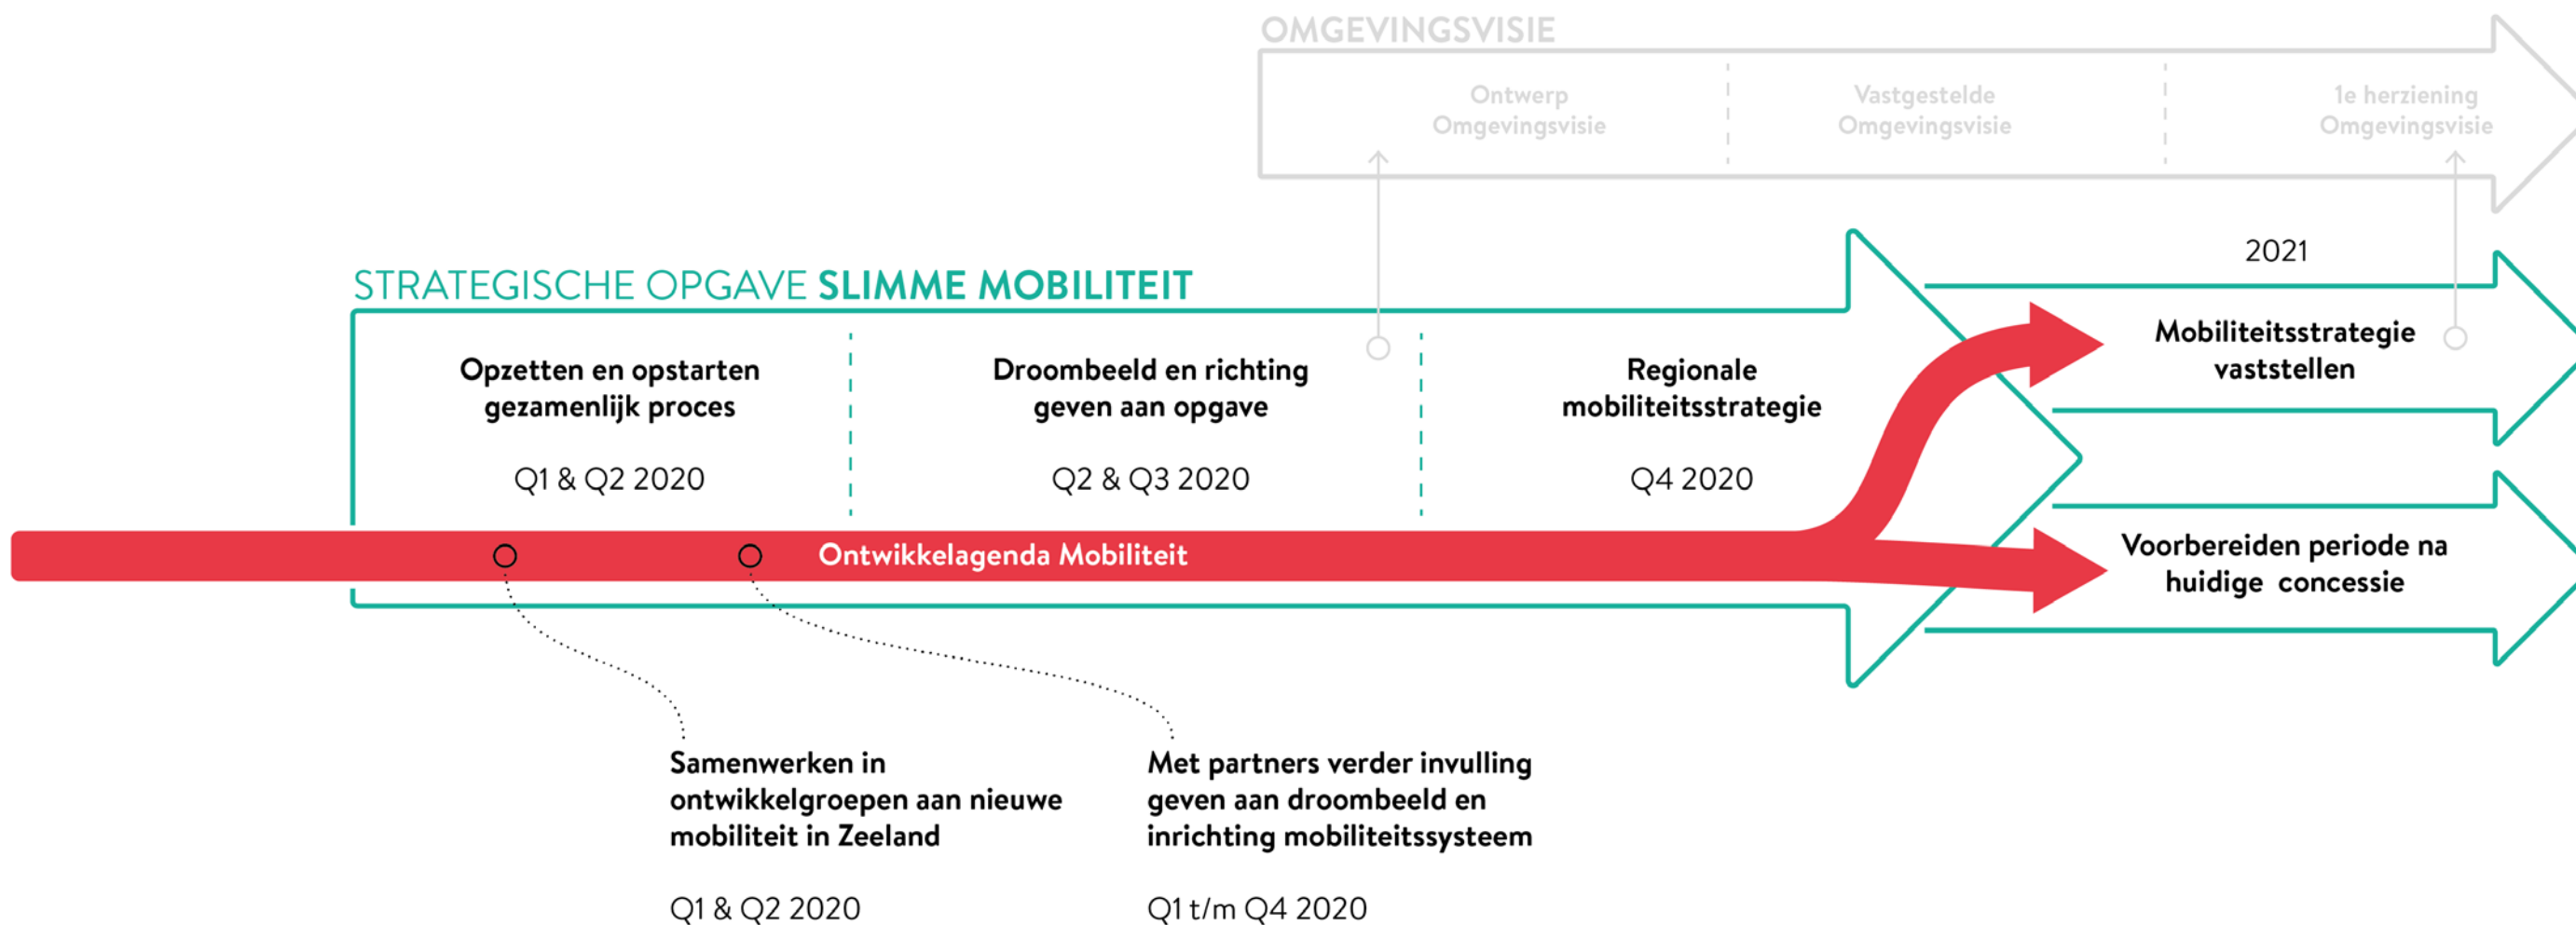 OMGEVINGSVISIE
Ontwerp
Omgevingsvisie
Vastgestelde
Omgevingsvisie
1e herziening
Omgevingsvisie
STRATEGISCHE OPGAVE SLIMME MOBILITEIT
Opzetten en opstarten
gezamenlijk proces
Q1 & Q2 2020
Droombeeld en richting
geven aan opgave
Q2 & Q3 2020
Regionale
mobiliteitsstrategie
Q4 2020
2021
Mobiliteitsstrategie
vaststellen
Voorbereiden periode na
huidige concessie
Ontwikkelagenda Mobiliteit
Samenwerken in
ontwikkelgroepen aan nieuwe
mobiliteit in Zeeland
Q1 & Q2 2020
Met partners verder invulling
geven aan droombeeld en
inrichting mobiliteitssysteem
Q1 t/m Q4 2020